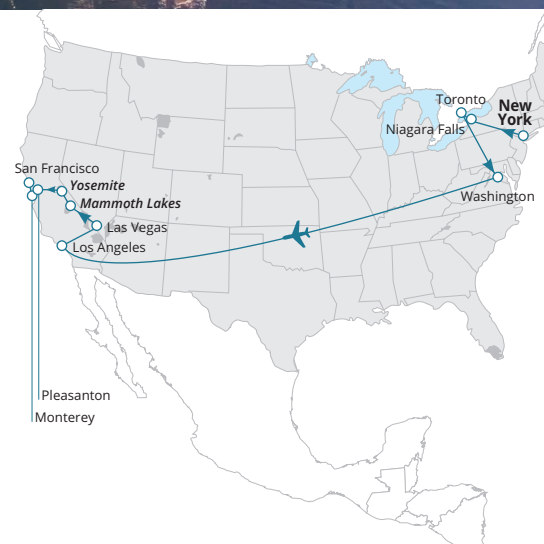 Toronto
New
York
Niagara Falls
San Francisco
Yosemite
Washington
Mammoth Lakes
Las Vegas
Los Angeles
Pleasanton
Monterey